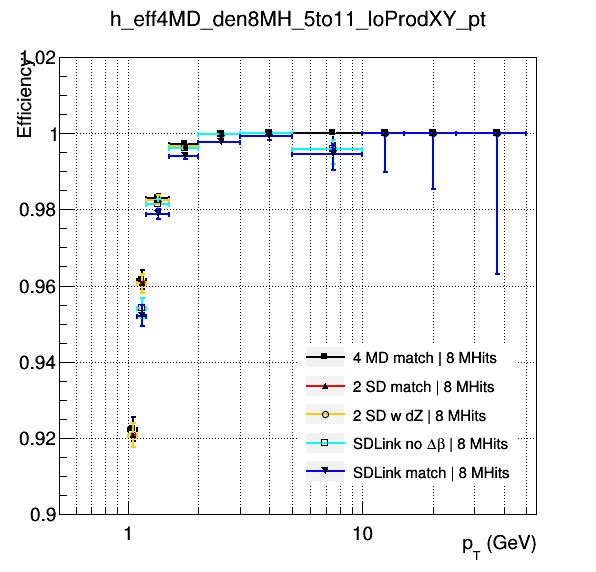 h_eff4MD_den8MH_5to11_loProdXY_pt
Efficiency
1.02
1
0.98
0.96
0.94
0.92
0.9
4 MD match | 8 MHits
2 SD match | 8 MHits
2 SD w dZ | 8 MHits
SDLink no Δβ | 8 MHits
SDLink match | 8 MHits
1
10
p_T (GeV)